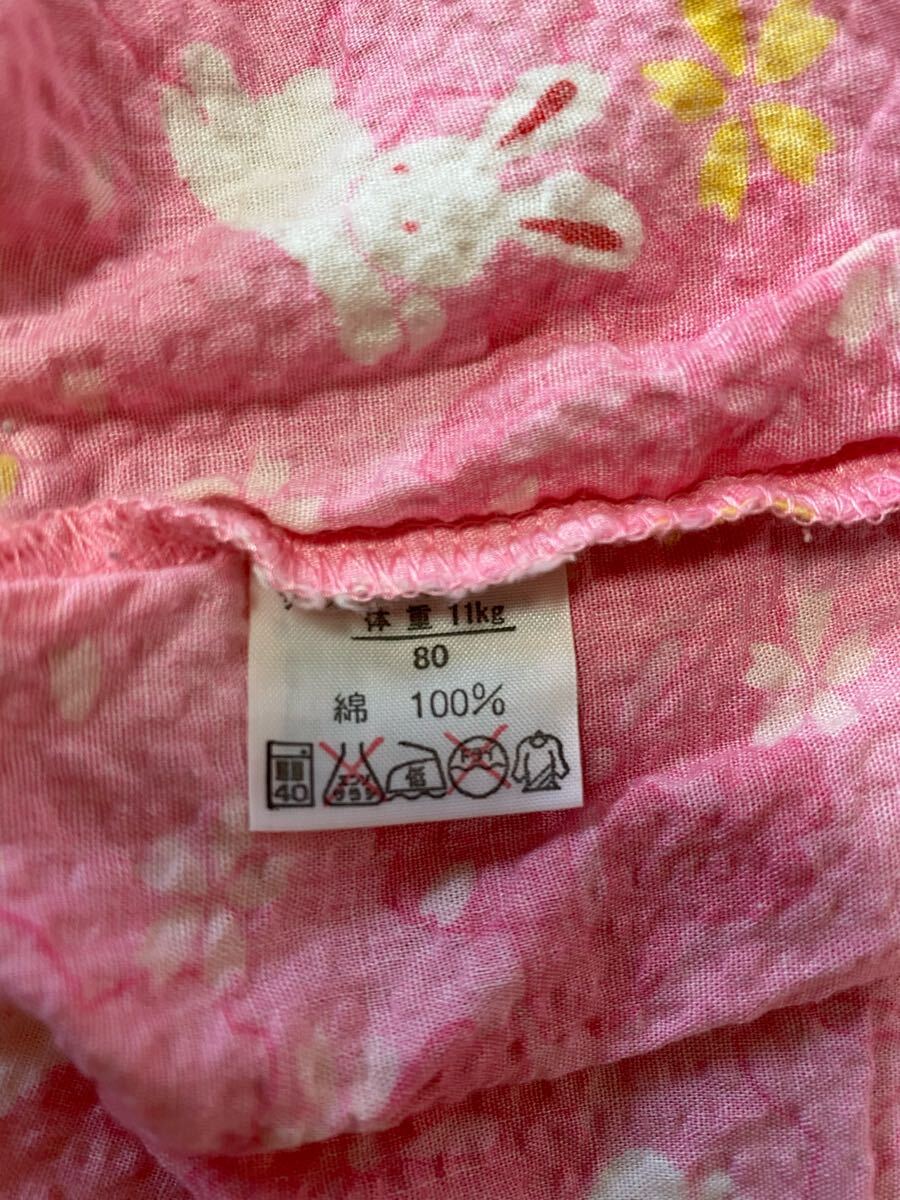 体重 11kg
80
綿 100%
40 エンソ サラシ 低 ドライ